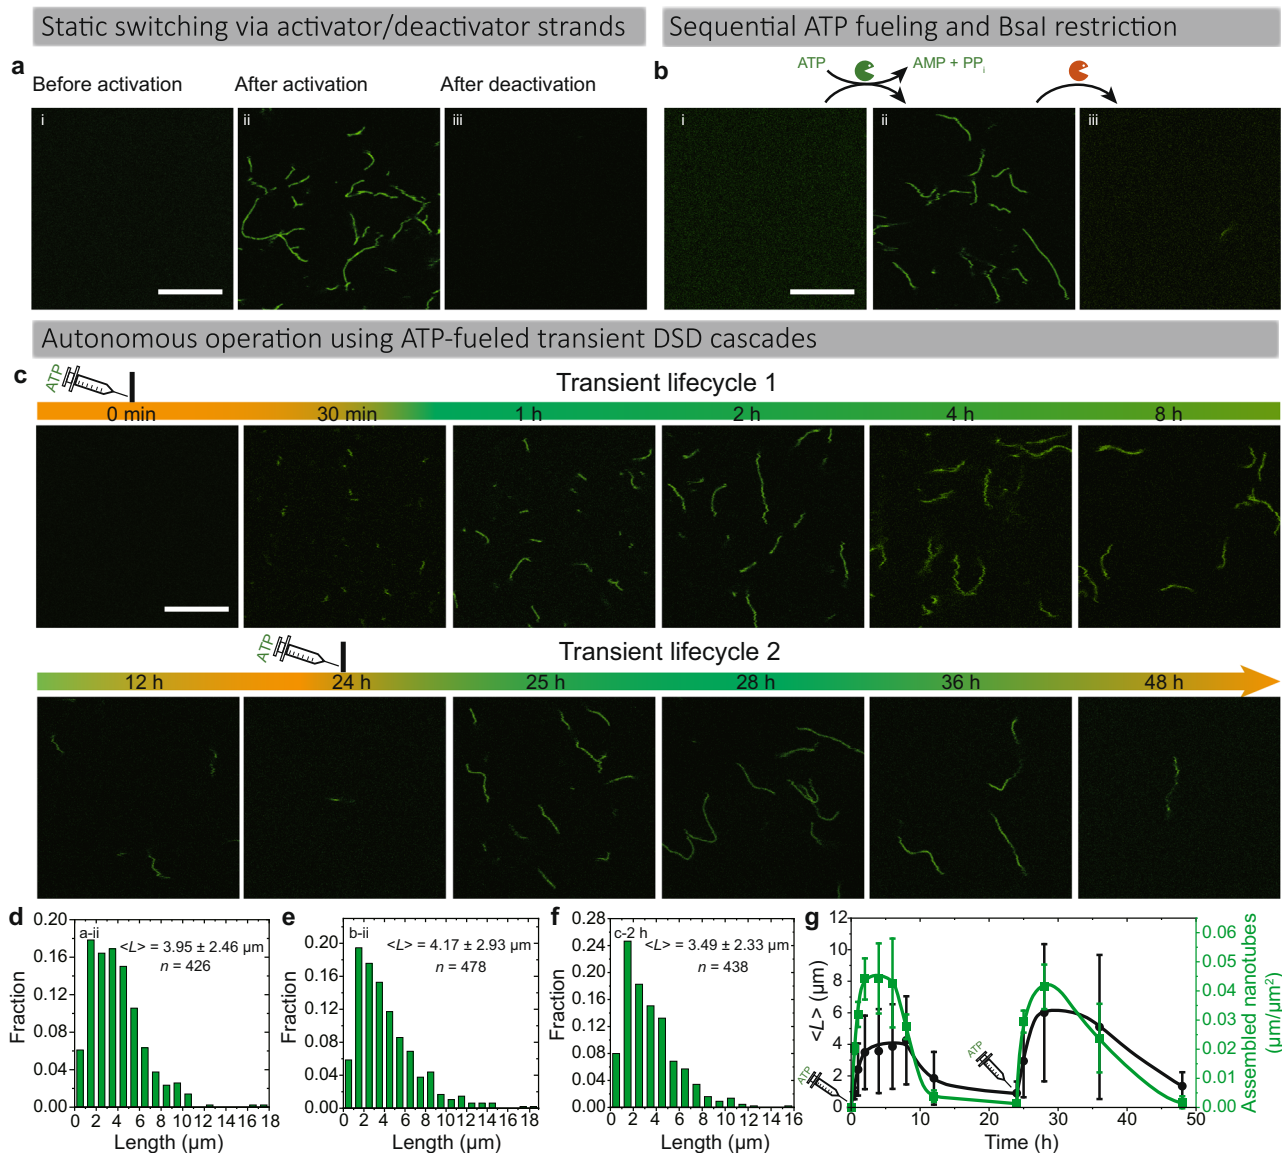 Static switching via activator/deactivator strands
Sequential ATP fueling and BsaI restriction
a
Before activation
After activation
After deactivation
i
ii
iii
b
ATP
AMP + PPi
i
ii
iii
Autonomous operation using ATP-fueled transient DSD cascades
c
ATP
Transient lifecycle 1
0 min
30 min
1 h
2 h
4 h
8 h
ATP
Transient lifecycle 2
12 h
24 h
25 h
28 h
36 h
48 h
d
a-ii
<L> = 3.95 ± 2.46 µm
n = 426
Fraction
0.20
0.16
0.12
0.08
0.04
0.00
0 2 4 6 8 10 12 14 16 18
Length (µm)
e
b-ii
<L> = 4.17 ± 2.93 µm
n = 478
Fraction
0.20
0.16
0.12
0.08
0.04
0.00
0 2 4 6 8 10 12 14 16 18
Length (µm)
f
c-2 h
<L> = 3.49 ± 2.33 µm
n = 438
Fraction
0.28
0.24
0.20
0.16
0.12
0.08
0.04
0.00
0 2 4 6 8 10 12 14 16
Length (µm)
g
<L> (µm)
12
10
8
6
4
2
0
ATP
ATP
0 10 20 30 40 50
Time (h)
0.06
0.05
0.04
0.03
0.02
0.01
0.00
Assembled nanotubes
(µm/µm²)